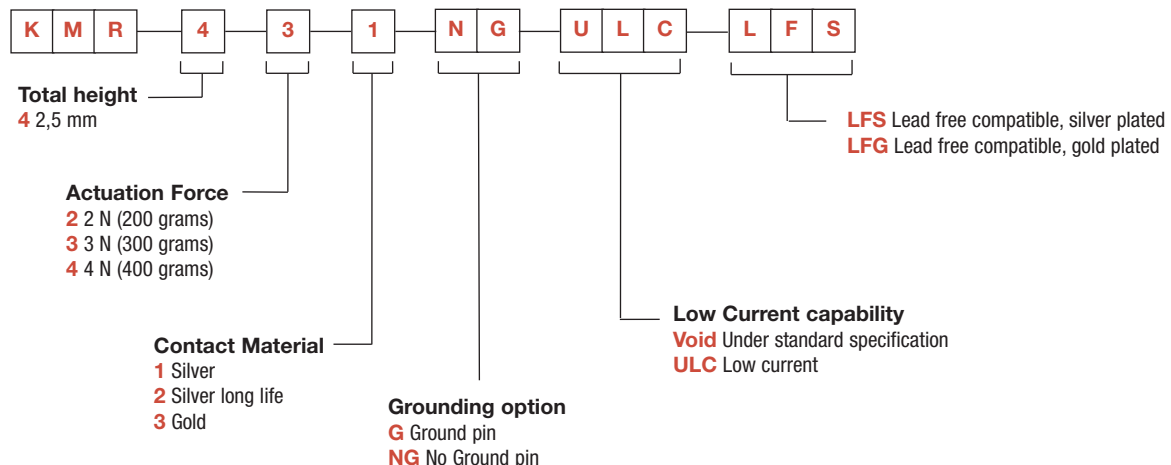 K M R 4 3 1 N G U L C L F S
Total height
4 2,5 mm
LFS Lead free compatible, silver plated
LFG Lead free compatible, gold plated
Actuation Force
2 2 N (200 grams)
3 3 N (300 grams)
4 4 N (400 grams)
Low Current capability
Void Under standard specification
ULC Low current
Contact Material
1 Silver
2 Silver long life
3 Gold
Grounding option
G Ground pin
NG No Ground pin